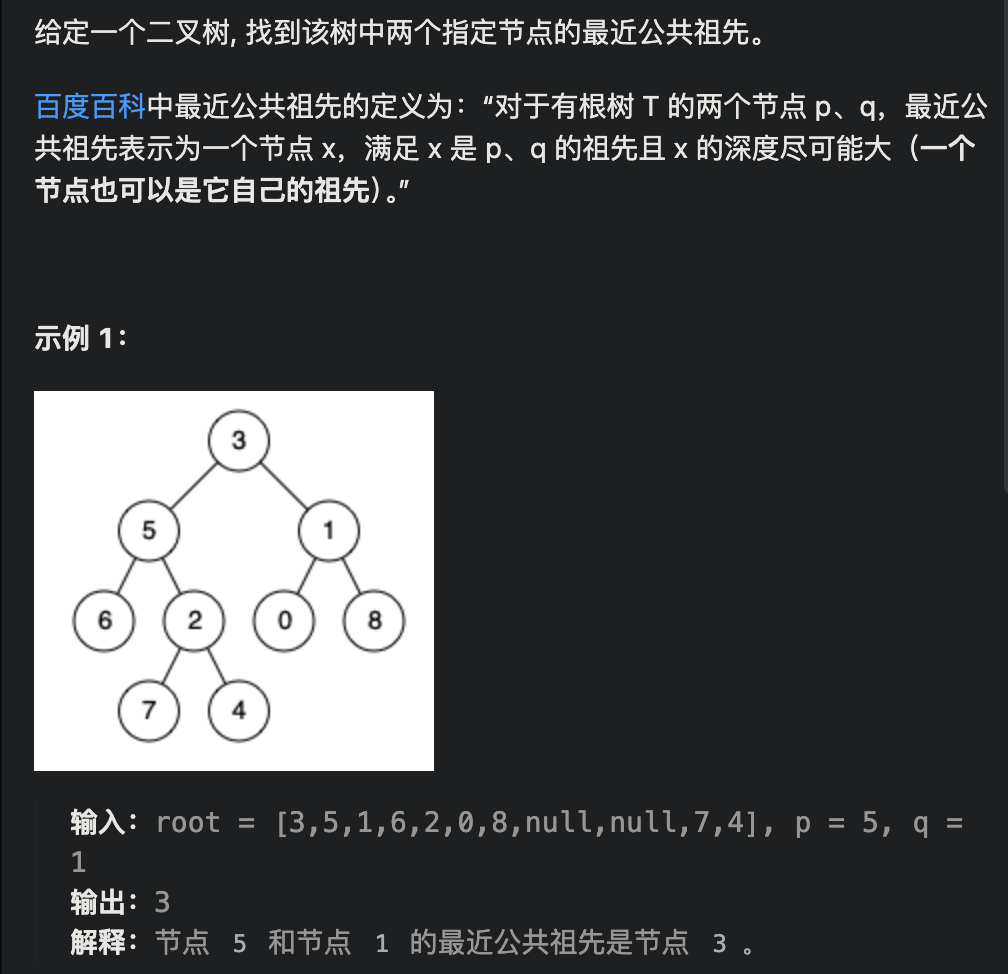 给定一个二叉树, 找到该树中两个指定节点的最近公共祖先。
百度百科中最近公共祖先的定义为：“对于有根树 T 的两个节点 p、q，最近公
共祖先表示为一个节点 x，满足 x 是 p、q 的祖先且 x 的深度尽可能大（一个
节点也可以是它自己的祖先）。”
示例 1：
3
5 1
6 2 0 8
7 4
输入：root = [3,5,1,6,2,0,8,null,null,7,4], p = 5, q =
1
输出：3
解释：节点 5 和节点 1 的最近公共祖先是节点 3 。